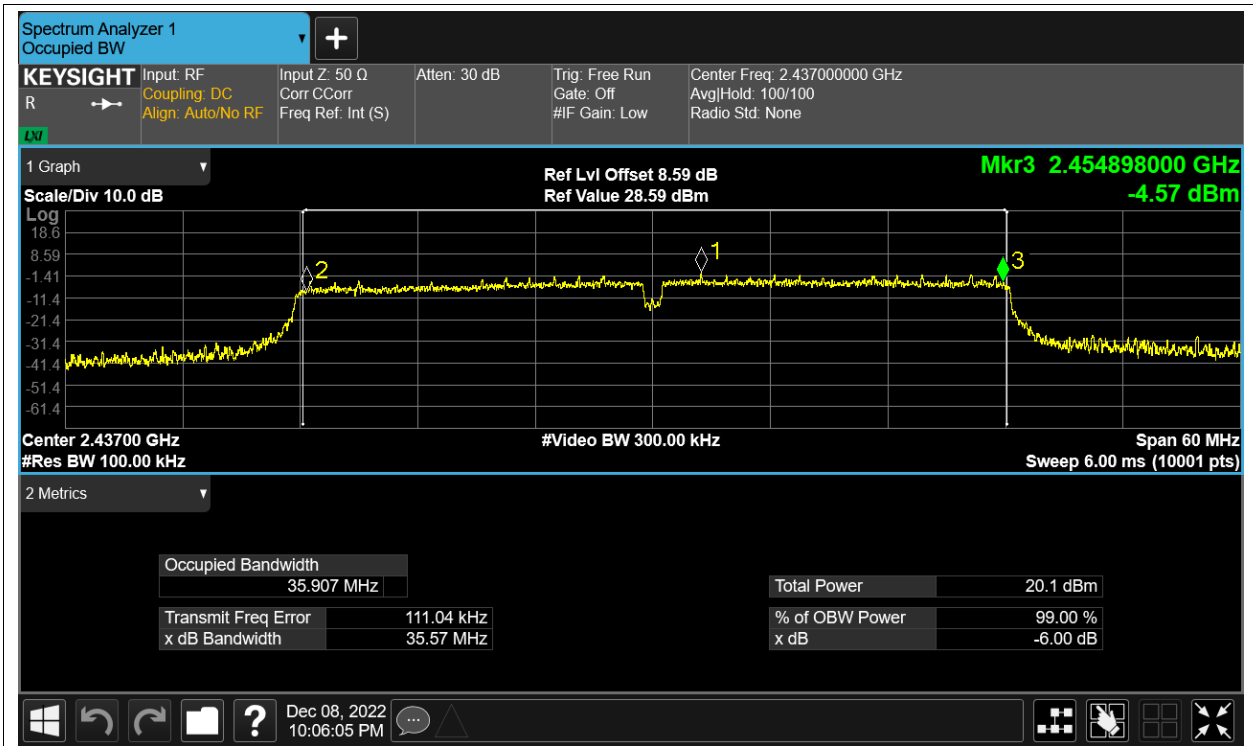 Spectrum Analyzer 1
Occupied BW
KEYSIGHT
R
LXI
Input: RF
Coupling: DC
Align: Auto/No RF
Input Z: 50 Ω
Corr CCorr
Freq Ref: Int (S)
Atten: 30 dB
Trig: Free Run
Gate: Off
#IF Gain: Low
Center Freq: 2.437000000 GHz
Avg|Hold: 100/100
Radio Std: None
1 Graph
Scale/Div 10.0 dB
Ref Lvl Offset 8.59 dB
Ref Value 28.59 dBm
Mkr3 2.454898000 GHz
-4.57 dBm
Log
18.6
8.59
-1.41
-11.4
-21.4
-31.4
-41.4
-51.4
-61.4
2
1
3
Center 2.43700 GHz
#Video BW 300.00 kHz
Span 60 MHz
#Res BW 100.00 kHz
Sweep 6.00 ms (10001 pts)
2 Metrics
Occupied Bandwidth
35.907 MHz
Total Power 20.1 dBm
Transmit Freq Error 111.04 kHz
% of OBW Power 99.00 %
x dB Bandwidth 35.57 MHz
x dB -6.00 dB
Dec 08, 2022
10:06:05 PM